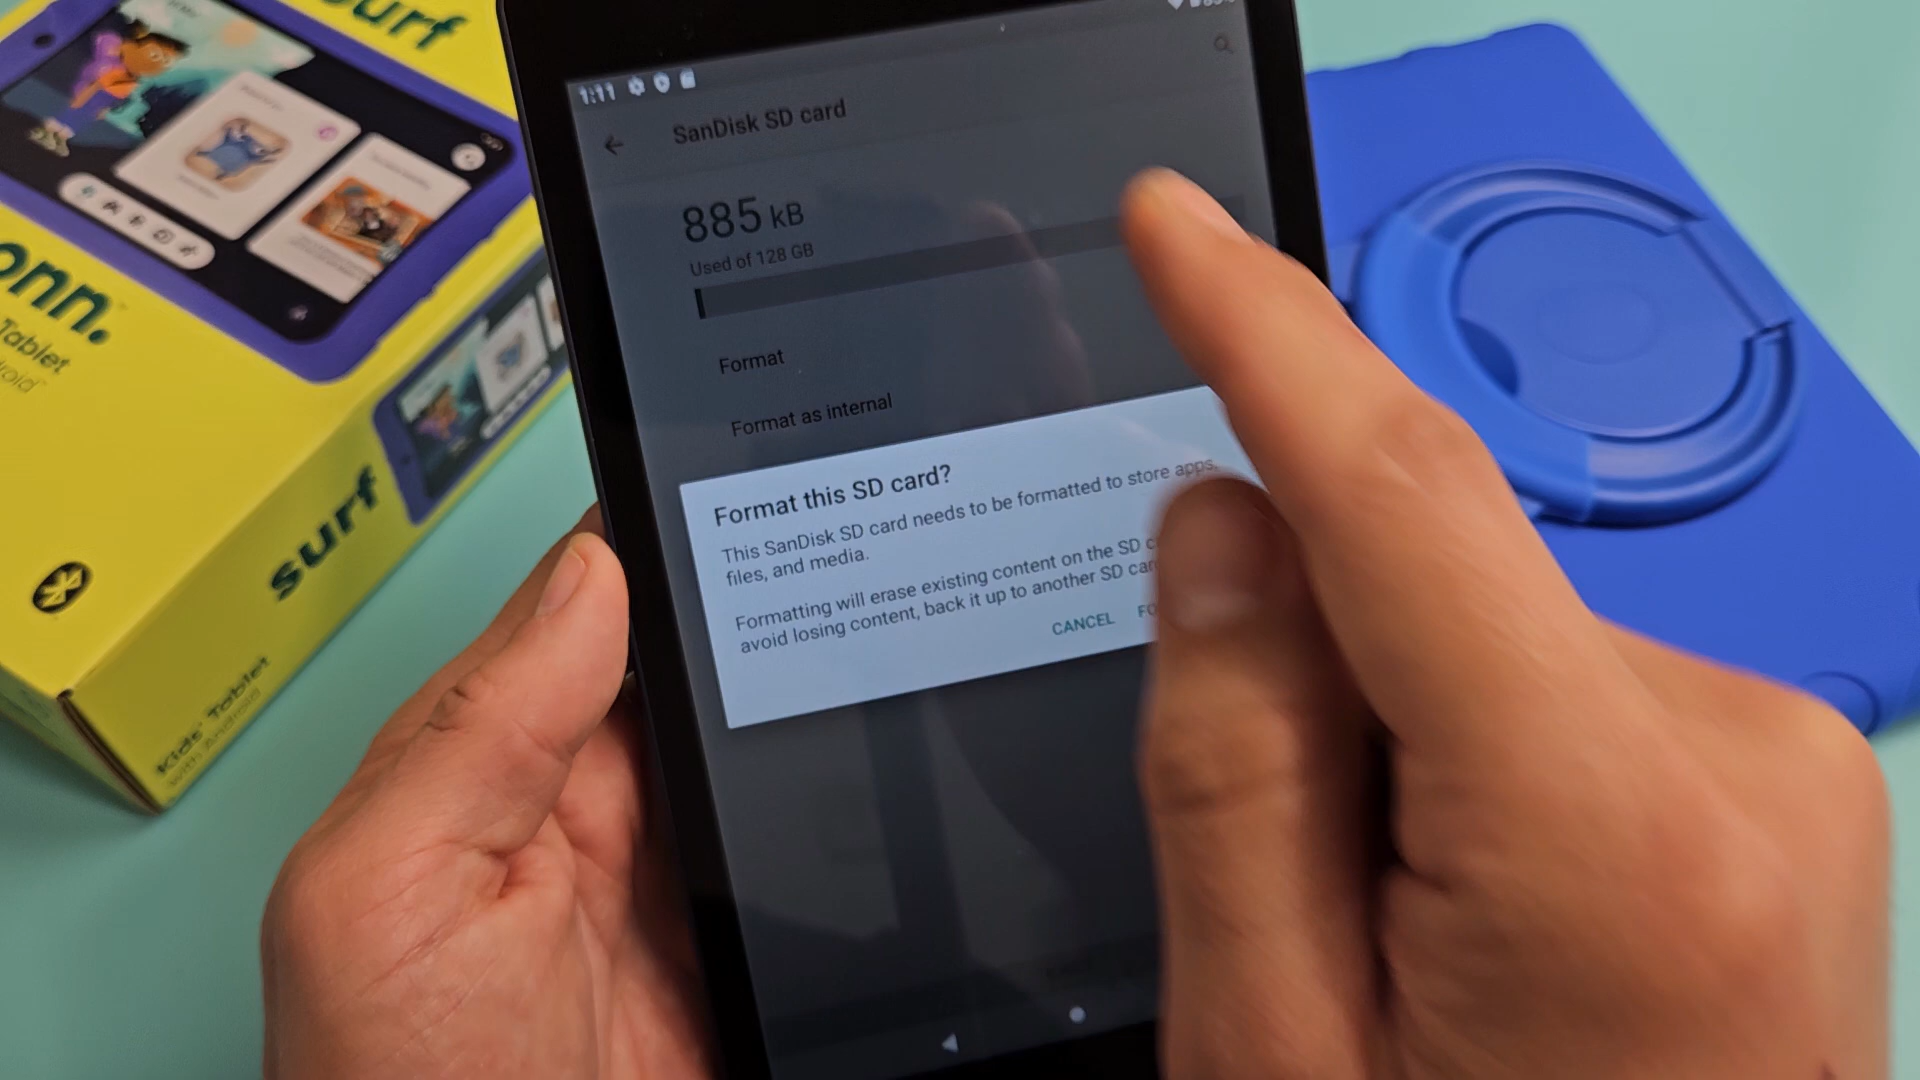 surf
onn.
Tablet
surf
Kids' Tablet
with Android
1:11
SanDisk SD card
885 kB
Used of 128 GB
Format
Format as internal
Format this SD card?
This SanDisk SD card needs to be formatted to store apps,
files, and media.
Formatting will erase existing content on the SD
avoid losing content, back it up to another SD
CANCEL